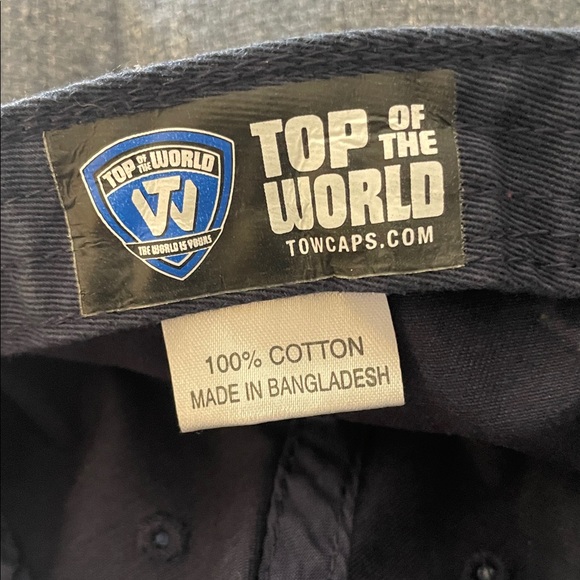 TOP OF THE WORLD
TW
THE WORLD IS YOURS
TOP OF THE
WORLD
TOWCAPS.COM
100% COTTON
MADE IN BANGLADESH